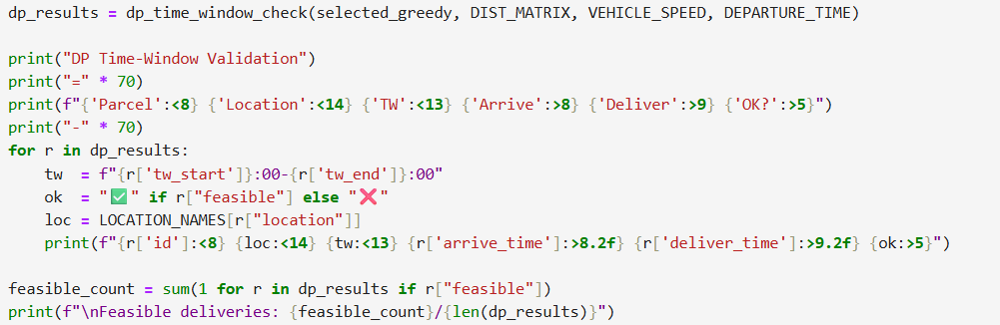 dp_results = dp_time_window_check(selected_greedy, DIST_MATRIX, VEHICLE_SPEED, DEPARTURE_TIME)

print("DP Time-Window Validation")
print("=" * 70)
print(f"{'Parcel':<8} {'Location':<14} {'TW':<13} {'Arrive':>8} {'Deliver':>9} {'OK?':>5}")
print("-" * 70)
for r in dp_results:
    tw  = f"{r['tw_start']}:00-{r['tw_end']}:00"
    ok  = "✅" if r["feasible"] else "❌"
    loc = LOCATION_NAMES[r["location"]]
    print(f"{r['id']:<8} {loc:<14} {tw:<13} {r['arrive_time']:>8.2f} {r['deliver_time']:>9.2f} {ok:>5}")

feasible_count = sum(1 for r in dp_results if r["feasible"])
print(f"\nFeasible deliveries: {feasible_count}/{len(dp_results)}")